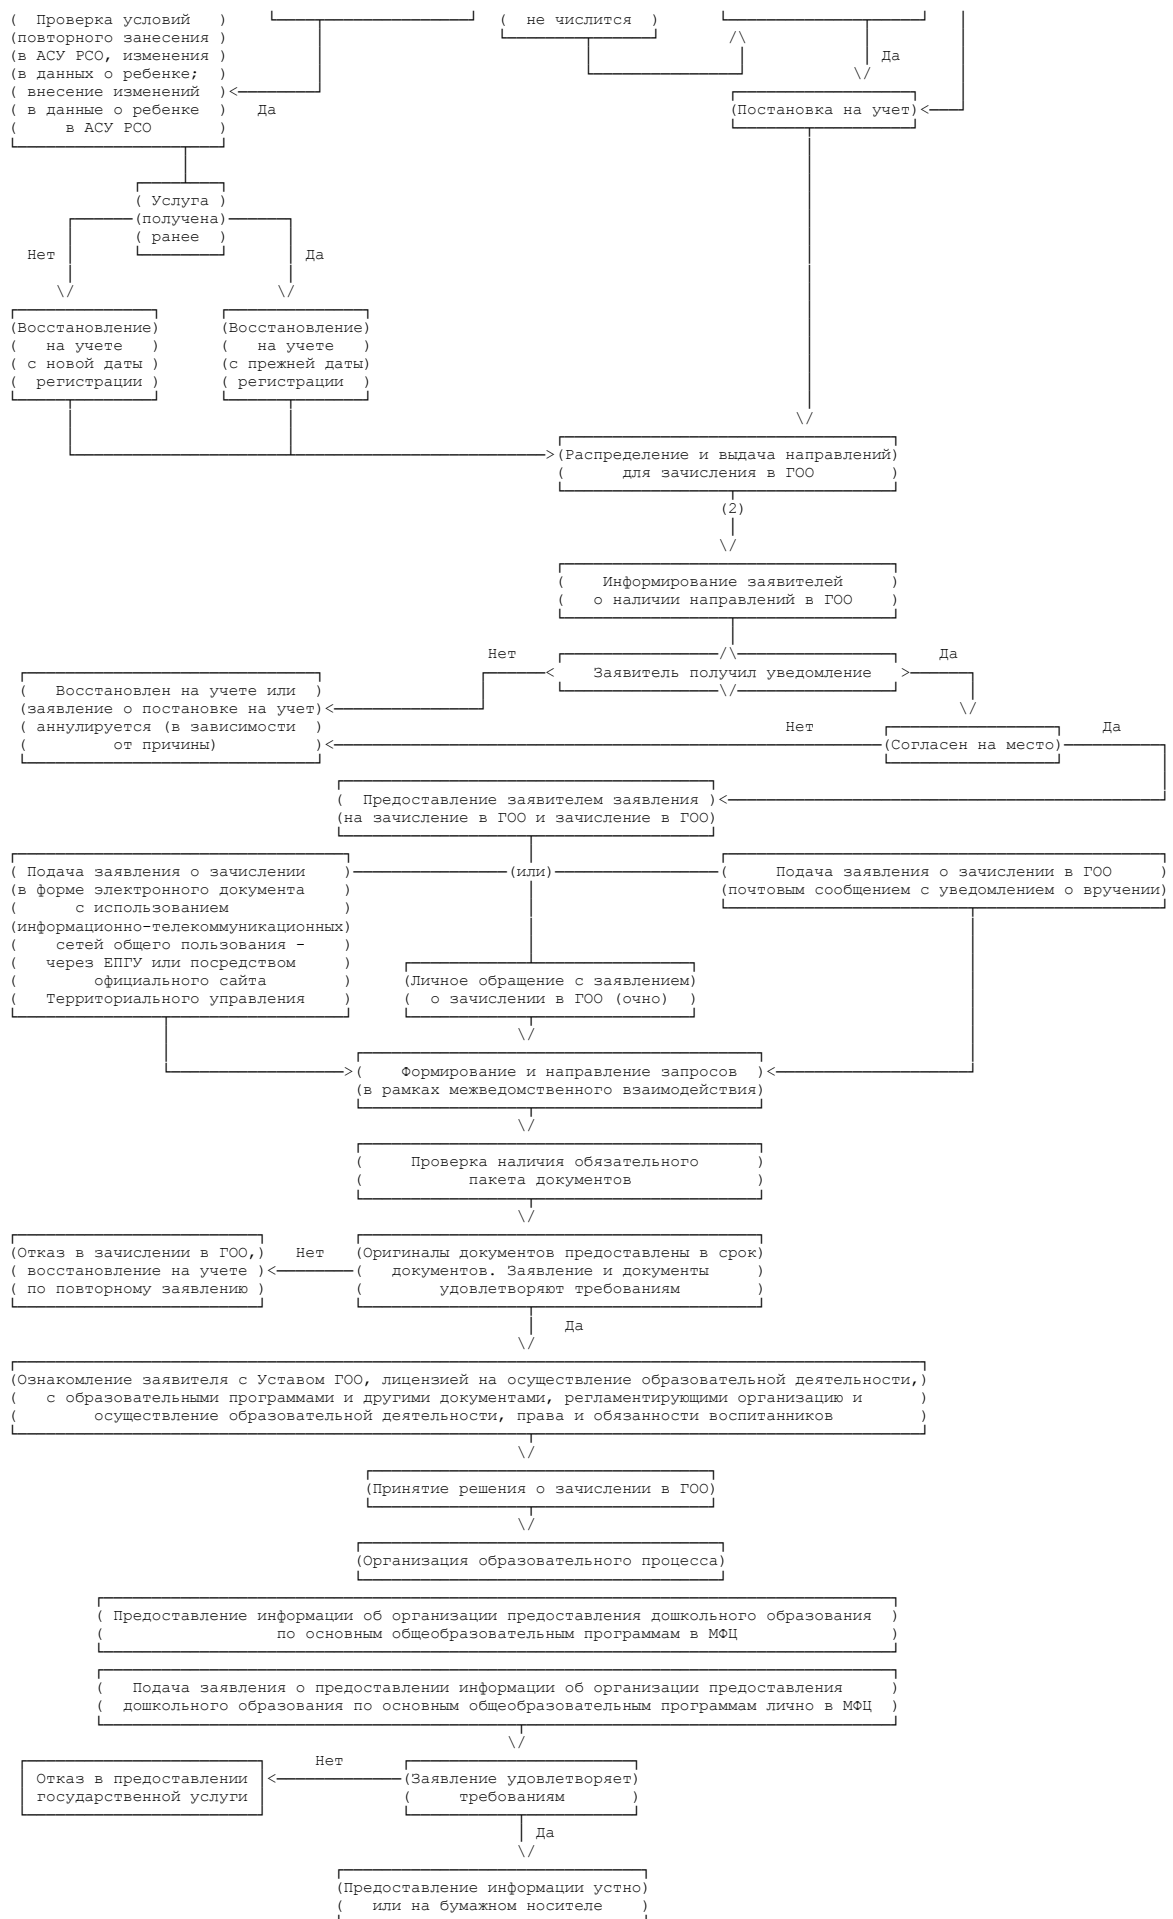 Проверка условий
повторного занесения
в АСУ РСО, изменения
в данных о ребенке;
внесение изменений
в данные о ребенке
в АСУ РСО
Да
не числится
Да
(Постановка на учет)
Услуга
(получена)
ранее
Нет
Да
(Восстановление)
на учете
с новой даты
регистрации
(Восстановление)
на учете
(с прежней даты)
регистрации
(Распределение и выдача направлений)
для зачисления в ГОО
(2)
Информирование заявителей
о наличии направлений в ГОО
Нет
Заявитель получил уведомление
Да
Восстановлен на учете или
(заявление о постановке на учет)
аннулируется (в зависимости
от причины)
Нет
(Согласен на место)
Да
Предоставление заявителем заявления
(на зачисление в ГОО и зачисление в ГОО)
Подача заявления о зачислении
(в форме электронного документа
с использованием
(информационно-телекоммуникационных)
сетей общего пользования -
через ЕПГУ или посредством
официального сайта
Территориального управления
(или)
Подача заявления о зачислении в ГОО
(почтовым сообщением с уведомлением о вручении)
(Личное обращение с заявлением)
о зачислении в ГОО (очно)
Формирование и направление запросов
(в рамках межведомственного взаимодействия)
Проверка наличия обязательного
пакета документов
(Отказ в зачислении в ГОО,)
восстановление на учете
по повторному заявлению
Нет
(Оригиналы документов предоставлены в срок)
документов. Заявление и документы
удовлетворяют требованиям
Да
(Ознакомление заявителя с Уставом ГОО, лицензией на осуществление образовательной деятельности,)
с образовательными программами и другими документами, регламентирующими организацию и
осуществление образовательной деятельности, права и обязанности воспитанников
(Принятие решения о зачислении в ГОО)
(Организация образовательного процесса)
Предоставление информации об организации предоставления дошкольного образования
по основным общеобразовательным программам в МФЦ
Подача заявления о предоставлении информации об организации предоставления
дошкольного образования по основным общеобразовательным программам лично в МФЦ
Отказ в предоставлении
государственной услуги
Нет
(Заявление удовлетворяет)
требованиям
Да
(Предоставление информации устно)
или на бумажном носителе